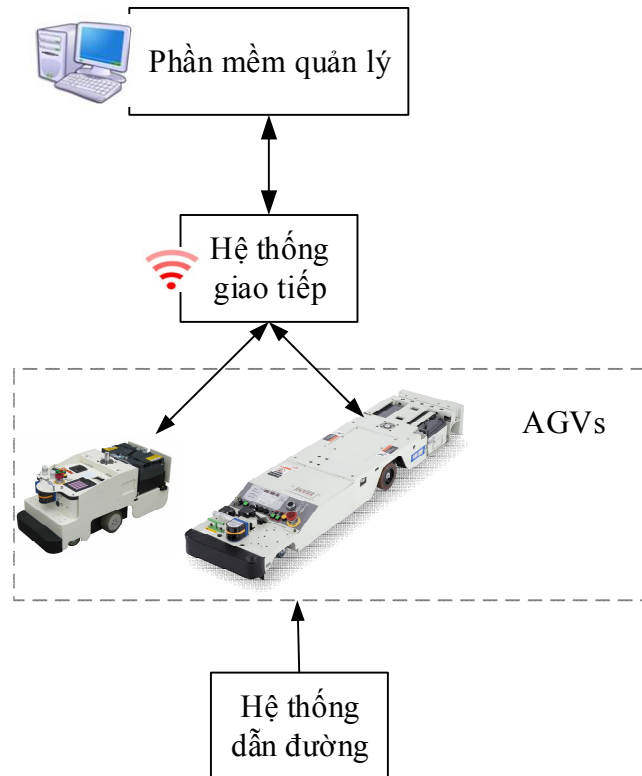 Phần mềm quản lý
Hệ thống
giao tiếp
AGVs
Hệ thống
dẫn đường